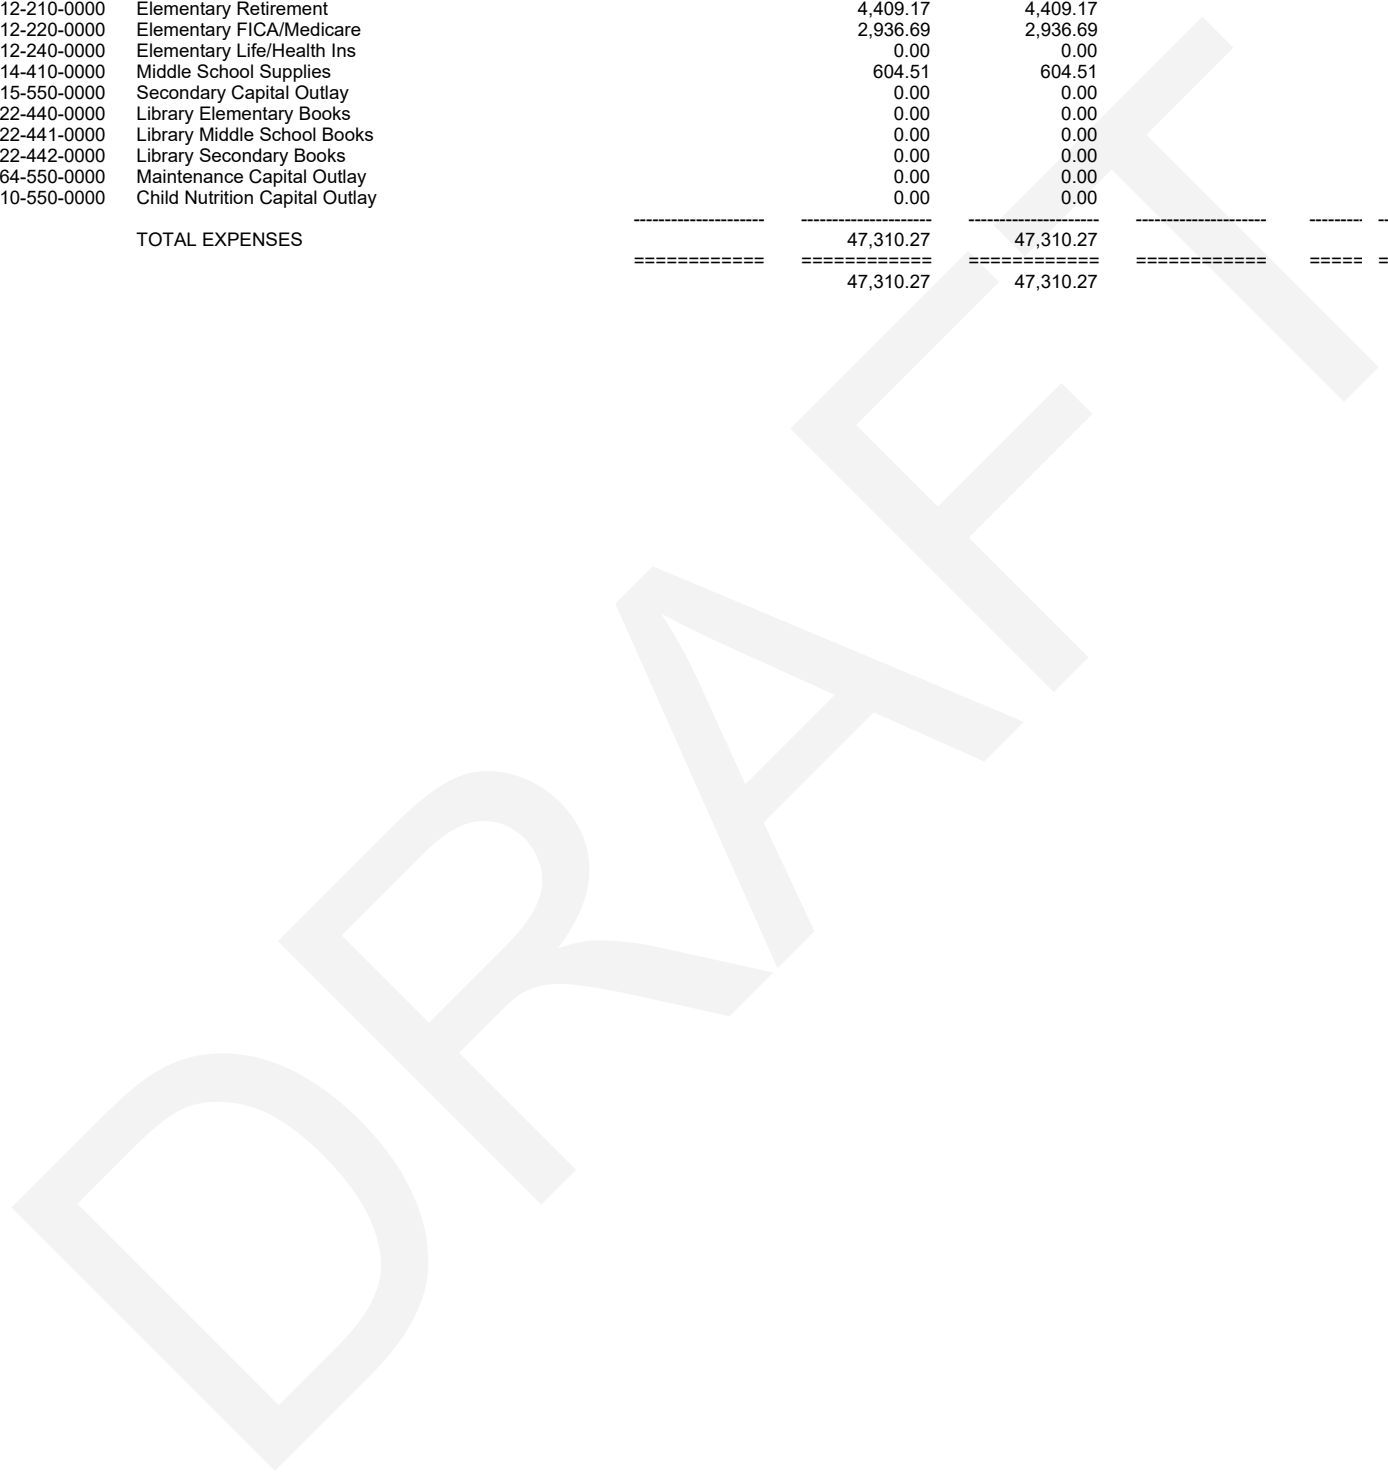 12-210-0000 Elementary Retirement 4,409.17 4,409.17
12-220-0000 Elementary FICA/Medicare 2,936.69 2,936.69
12-240-0000 Elementary Life/Health Ins 0.00 0.00
14-410-0000 Middle School Supplies 604.51 604.51
15-550-0000 Secondary Capital Outlay 0.00 0.00
22-440-0000 Library Elementary Books 0.00 0.00
22-441-0000 Library Middle School Books 0.00 0.00
22-442-0000 Library Secondary Books 0.00 0.00
64-550-0000 Maintenance Capital Outlay 0.00 0.00
10-550-0000 Child Nutrition Capital Outlay 0.00 0.00
--------------------- --------------------- --------------------- --------------------- --------- --
TOTAL EXPENSES 47,310.27 47,310.27
============ ============ ============ ============ ===== =
47,310.27 47,310.27
DRAFT